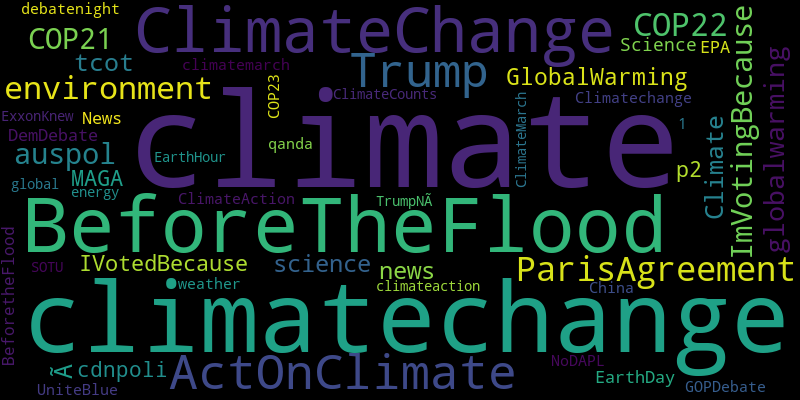 debatenight
ClimateChange
COP22
COP21
Science
EPA
tcot
climatemarch
Trump
GlobalWarming
environment
COP23
ClimateCounts
Climatechange
ImVotingBecause
globalwarming
ExxonKnew
News
climate
ClimateMarch
1
Climate
DemDebate
qanda
auspol
EarthHour
p2
global
MAGA
energy
ClimateAction
TrumpNÃ
BeforeTheFlood
BeforetheFlood
SOTU
IVotedBecause
science
news
ParisAgreement
weather
climateaction
China
climatechange
Ã
cdnpoli
ActOnClimate
NoDAPL
EarthDay
UniteBlue
GOPDebate